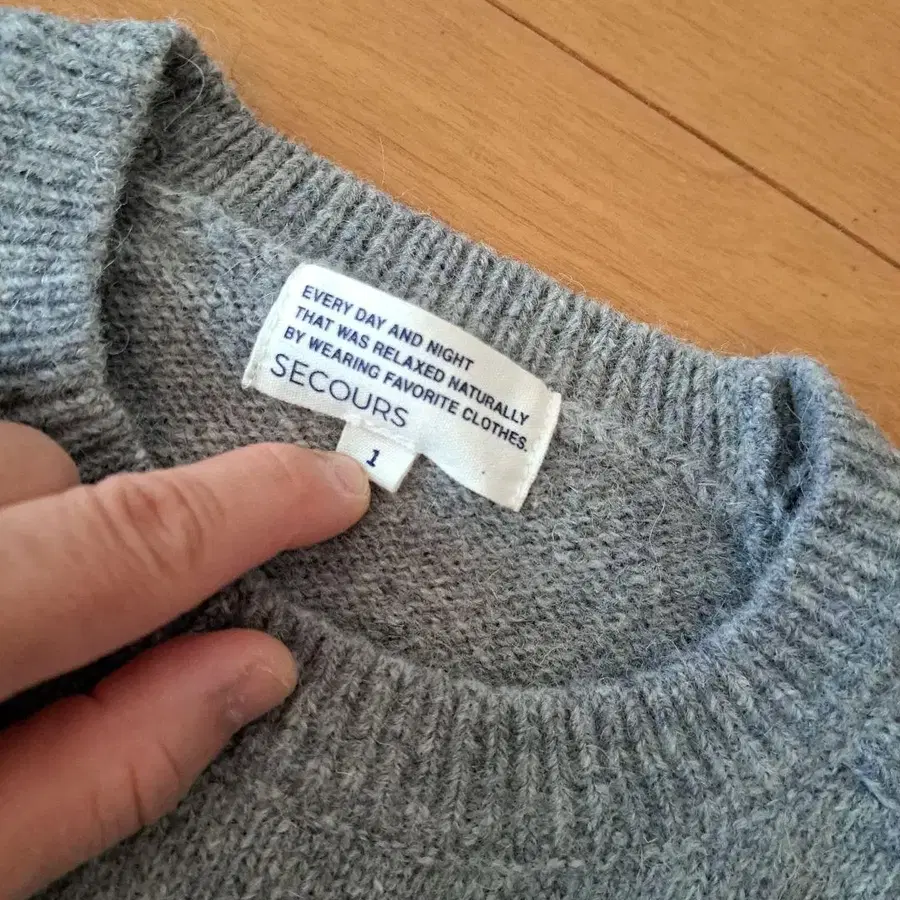 EVERY DAY AND NIGHT
THAT WAS RELAXED NATURALLY
BY WEARING FAVORITE CLOTHES.
SECOURS
1